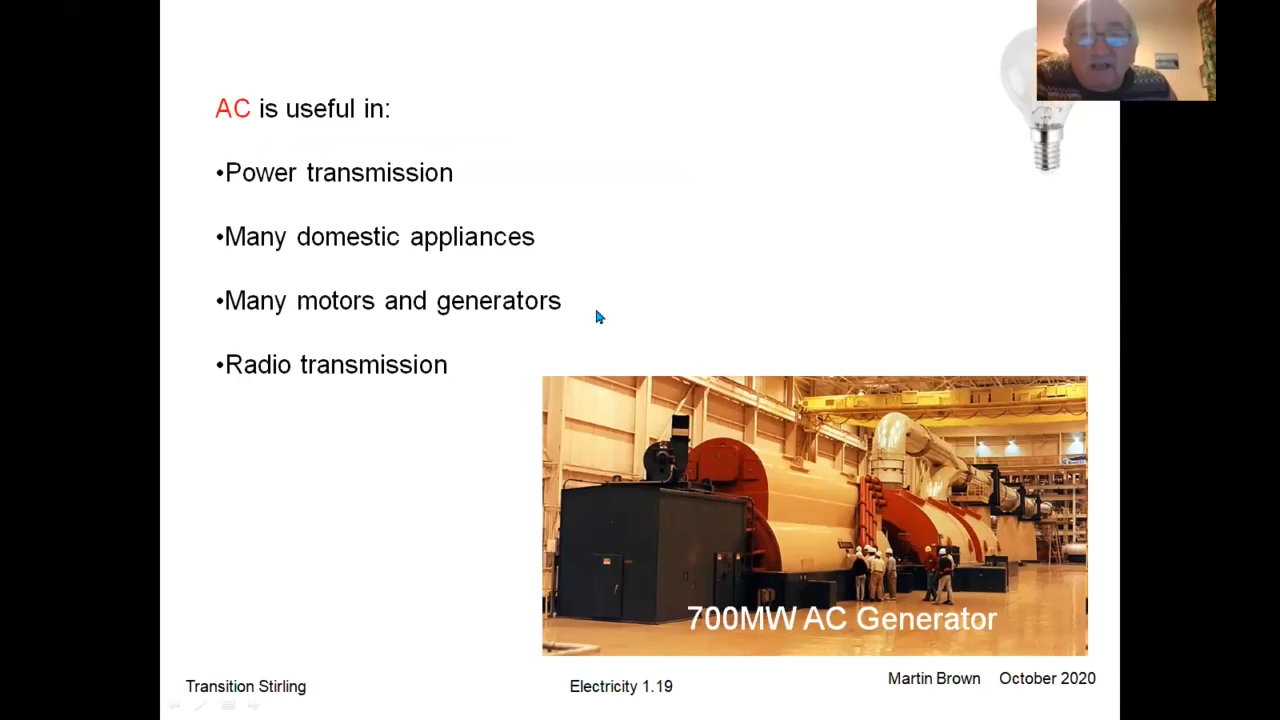 AC is useful in:
•Power transmission
•Many domestic appliances
•Many motors and generators
•Radio transmission
700MW AC Generator
Transition Stirling
Electricity 1.19
Martin Brown October 2020